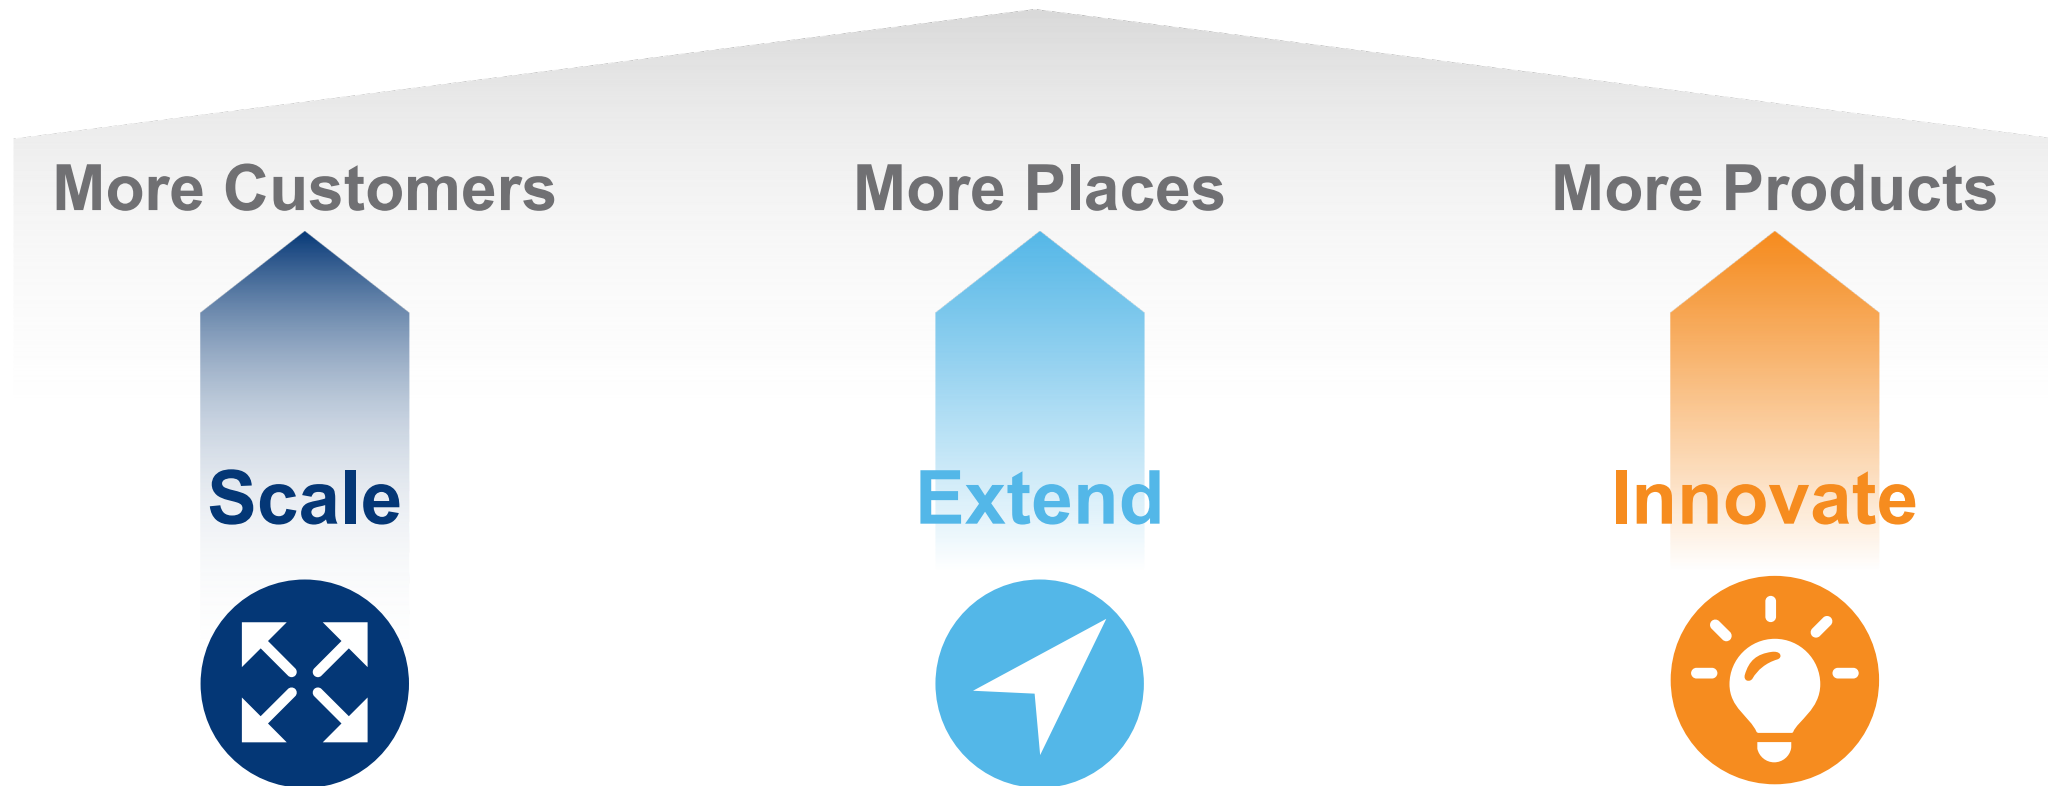 More Customers
More Places
More Products
Scale
Extend
Innovate